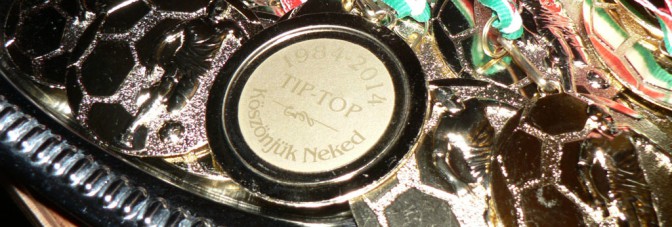 1984-2014
TIP-TOP
Köszönjük Neked